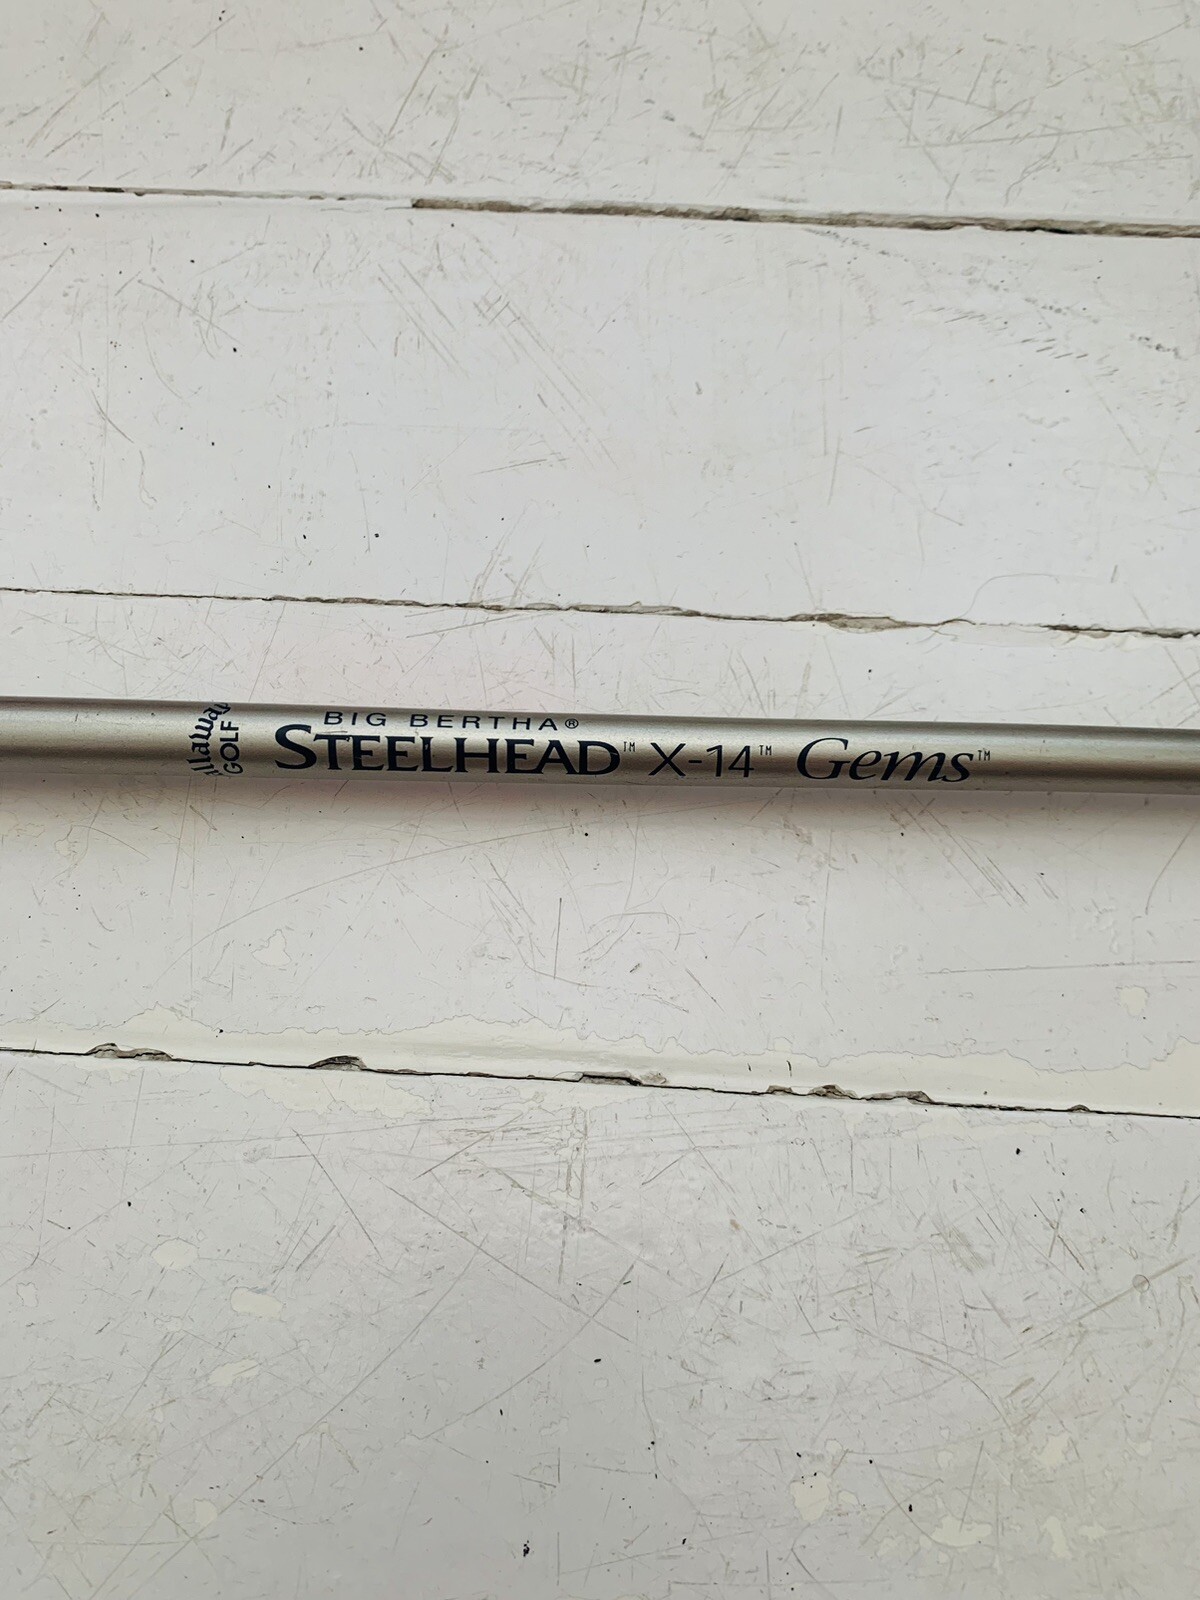 GOLF
BIG BERTHA®
STEELHEAD™ X-14™ Gems™